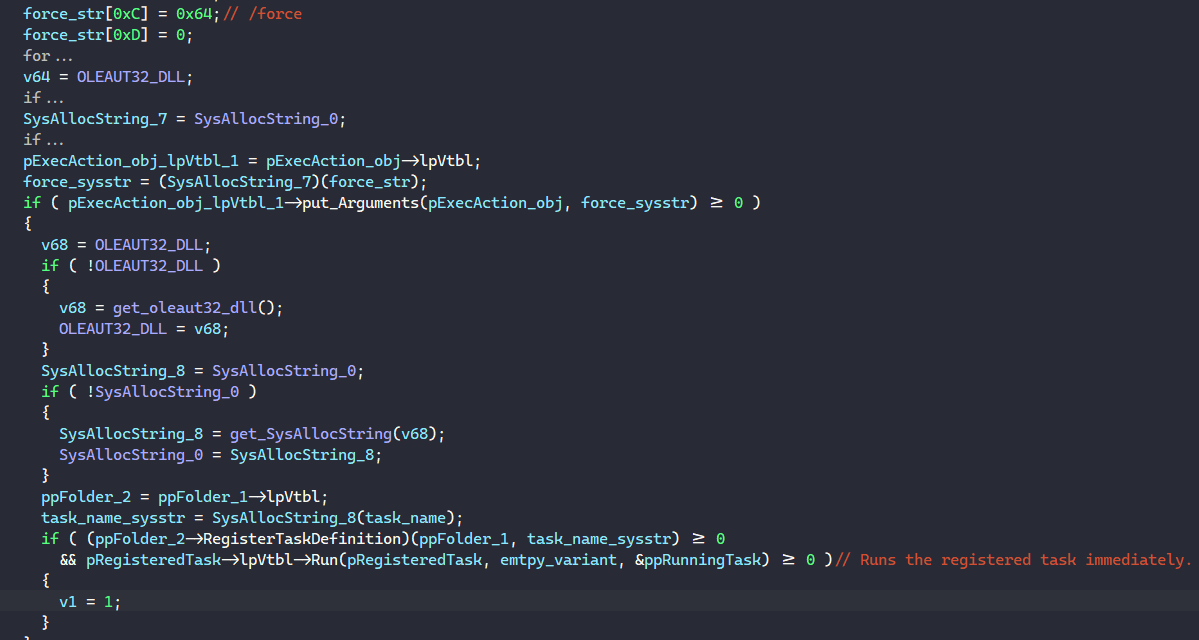 force_str[0xC] = 0x64;// /force
force_str[0xD] = 0;
for ...
v64 = OLEAUT32_DLL;
if ...
SysAllocString_7 = SysAllocString_0;
if ...
pExecAction_obj_lpVtbl_1 = pExecAction_obj→lpVtbl;
force_sysstr = (SysAllocString_7)(force_str);
if ( pExecAction_obj_lpVtbl_1→put_Arguments(pExecAction_obj, force_sysstr) ≥ 0 )
{
  v68 = OLEAUT32_DLL;
  if ( !OLEAUT32_DLL )
  {
    v68 = get_oleaut32_dll();
    OLEAUT32_DLL = v68;
  }
  SysAllocString_8 = SysAllocString_0;
  if ( !SysAllocString_0 )
  {
    SysAllocString_8 = get_SysAllocString(v68);
    SysAllocString_0 = SysAllocString_8;
  }
  ppFolder_2 = ppFolder_1→lpVtbl;
  task_name_sysstr = SysAllocString_8(task_name);
  if ( (ppFolder_2→RegisterTaskDefinition)(ppFolder_1, task_name_sysstr) ≥ 0
    && pRegisteredTask→lpVtbl→Run(pRegisteredTask, emtpy_variant, &ppRunningTask) ≥ 0 )// Runs the registered task immediately.
  {
    v1 = 1;
  }